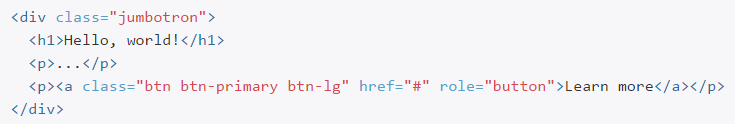 <div class="jumbotron">
  <h1>Hello, world!</h1>
  <p>...</p>
  <p><a class="btn btn-primary btn-lg" href="#" role="button">Learn more</a></p>
</div>